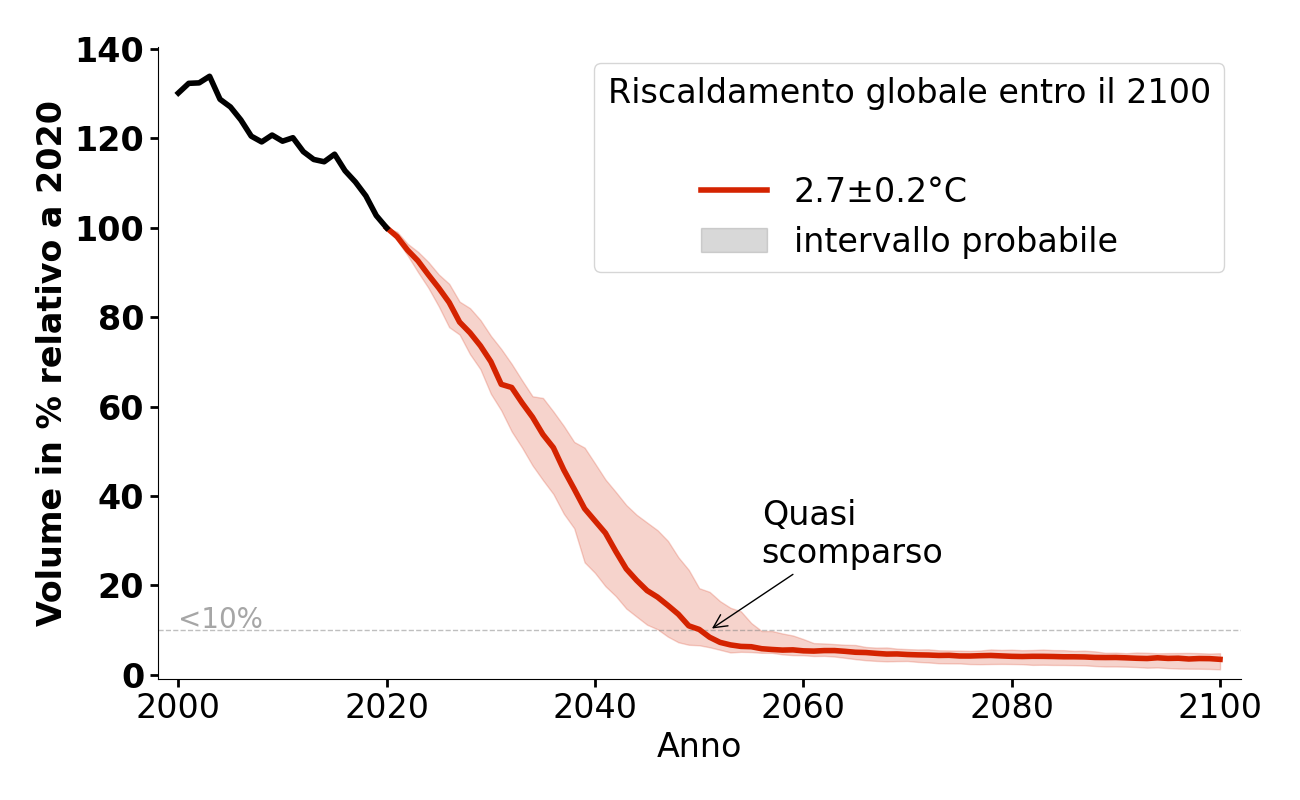 Volume in % relativo a 2020
140
120
100
80
60
40
20
0
Riscaldamento globale entro il 2100
2.7±0.2°C
intervallo probabile
Quasi
scomparso
<10%
2000 2020 2040 2060 2080 2100
Anno